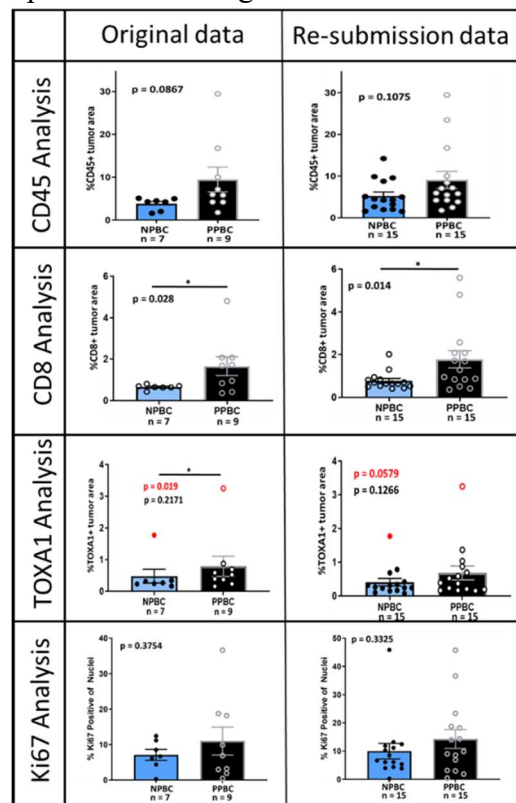 Original data
Re-submission data
CD45 Analysis
p = 0.0867
%CD45+ tumor area
30
20
10
0
NPBC
n = 7
PPBC
n = 9
p = 0.1075
%CD45+ tumor area
30
20
10
0
NPBC
n = 15
PPBC
n = 15
CD8 Analysis
*
p = 0.028
%CD8+ tumor area
6
4
2
0
NPBC
n = 7
PPBC
n = 9
*
p = 0.014
%CD8+ tumor area
6
4
2
0
NPBC
n = 15
PPBC
n = 15
TOXA1 Analysis
*
p = 0.019
p = 0.2171
%TOXA1+ tumor area
4
3
2
1
0
NPBC
n = 7
PPBC
n = 9
p = 0.0579
p = 0.1266
%TOXA1+ tumor area
4
3
2
1
0
NPBC
n = 15
PPBC
n = 15
Ki67 Analysis
p = 0.3754
% Ki67 Positive of Nuclei
40
30
20
10
0
NPBC
n = 7
PPBC
n = 9
p = 0.3325
% Ki67 Positive of Nuclei
50
40
30
20
10
0
NPBC
n = 15
PPBC
n = 15